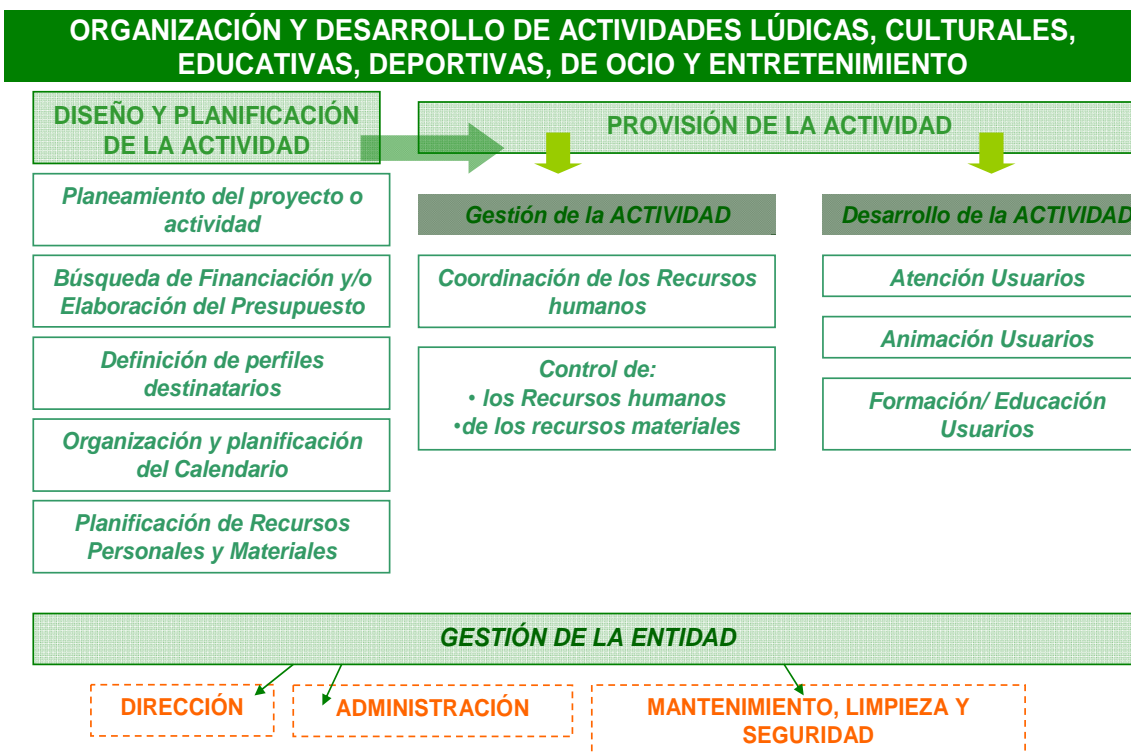 ORGANIZACIÓN Y DESARROLLO DE ACTIVIDADES LÚDICAS, CULTURALES,
EDUCATIVAS, DEPORTIVAS, DE OCIO Y ENTRETENIMIENTO
DISEÑO Y PLANIFICACIÓN
DE LA ACTIVIDAD
Planeamiento del proyecto o
actividad
Búsqueda de Financiación y/o
Elaboración del Presupuesto
Definición de perfiles
destinatarios
Organización y planificación
del Calendario
Planificación de Recursos
Personales y Materiales
PROVISIÓN DE LA ACTIVIDAD
Gestión de la ACTIVIDAD
Coordinación de los Recursos
humanos
Control de:
• los Recursos humanos
•de los recursos materiales
Desarrollo de la ACTIVIDAD
Atención Usuarios
Animación Usuarios
Formación/ Educación
Usuarios
GESTIÓN DE LA ENTIDAD
DIRECCIÓN
ADMINISTRACIÓN
MANTENIMIENTO, LIMPIEZA Y
SEGURIDAD